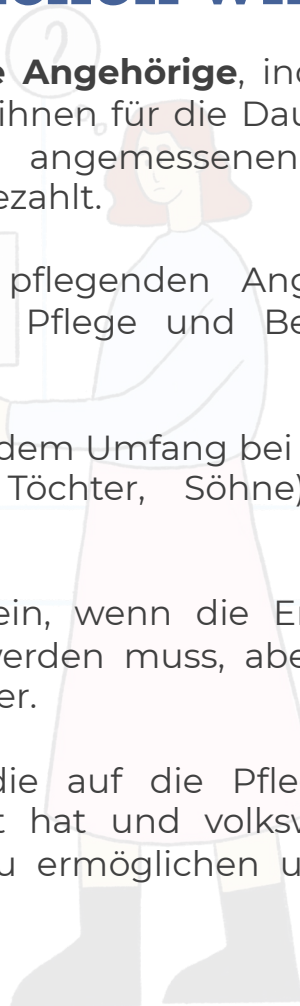 e Angehörige, in
ihnen für die Dau
angemessenen
ezahlt.
pflegenden Ang
Pflege und Be
dem Umfang bei
Töchter, Söhne)
ein, wenn die Er
werden muss, abe
er.
die auf die Pfle
t hat und volksw
u ermöglichen u
?